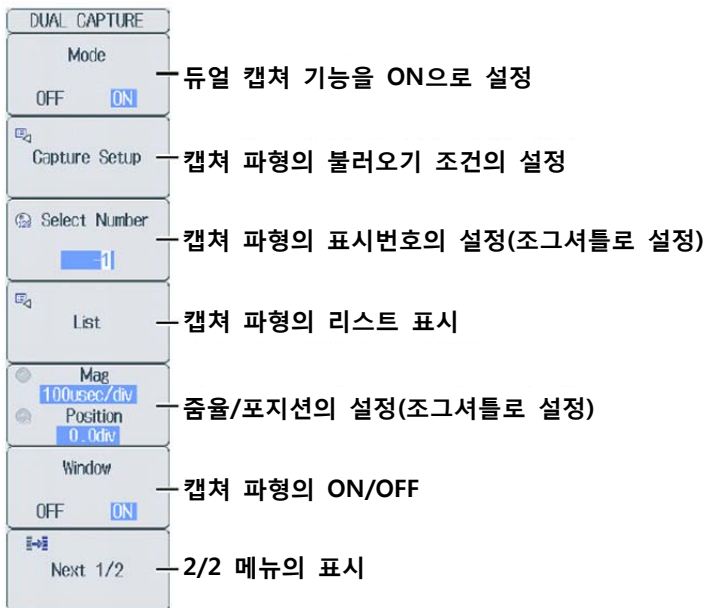 DUAL CAPTURE
Mode
OFF ON
듀얼 캡쳐 기능을 ON으로 설정
Capture Setup
캡쳐 파형의 불러오기 조건의 설정
Select Number
-1
캡쳐 파형의 표시번호의 설정(조그셔틀로 설정)
List
캡쳐 파형의 리스트 표시
Mag
100usec/div
Position
0.0div
줌율/포지션의 설정(조그셔틀로 설정)
Window
OFF ON
캡쳐 파형의 ON/OFF
Next 1/2
2/2 메뉴의 표시